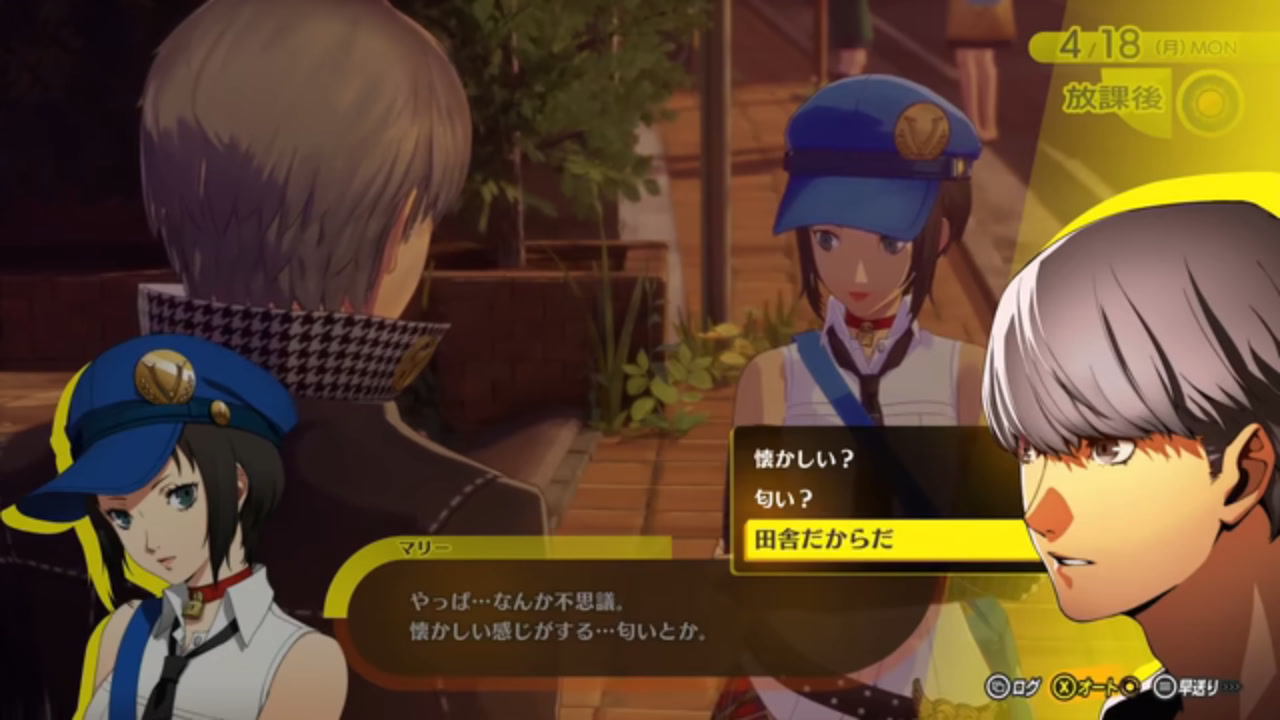 4/18 (月) MON
放課後
懐かしい?
匂い?
田舎だからだ
マリー
やっぱ…なんか不思議。
懐かしい感じがする…匂いとか。
ログ Ⓧオート 早送り